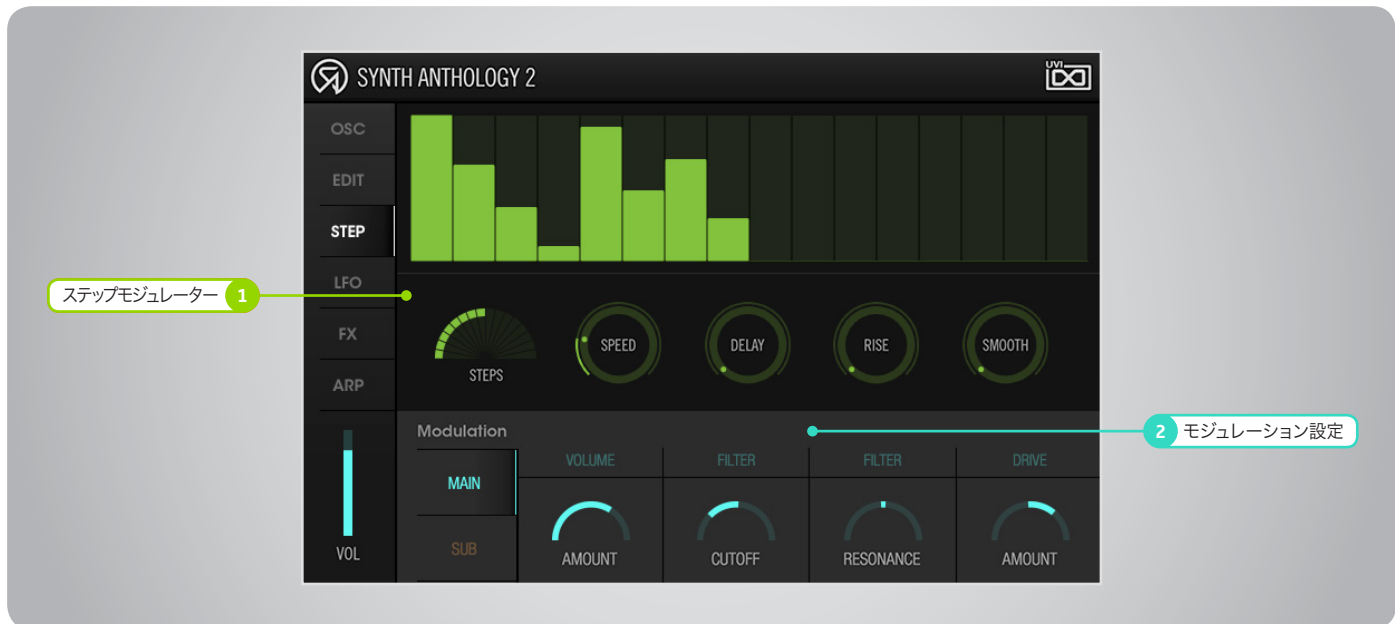 SYNTH ANTHOLOGY 2
UVI
OSC
EDIT
STEP
LFO
FX
ARP
VOL
ステップモジュレーター 1
STEPS
SPEED
DELAY
RISE
SMOOTH
Modulation
2 モジュレーション設定
MAIN
SUB
VOLUME
FILTER
FILTER
DRIVE
AMOUNT
CUTOFF
RESONANCE
AMOUNT